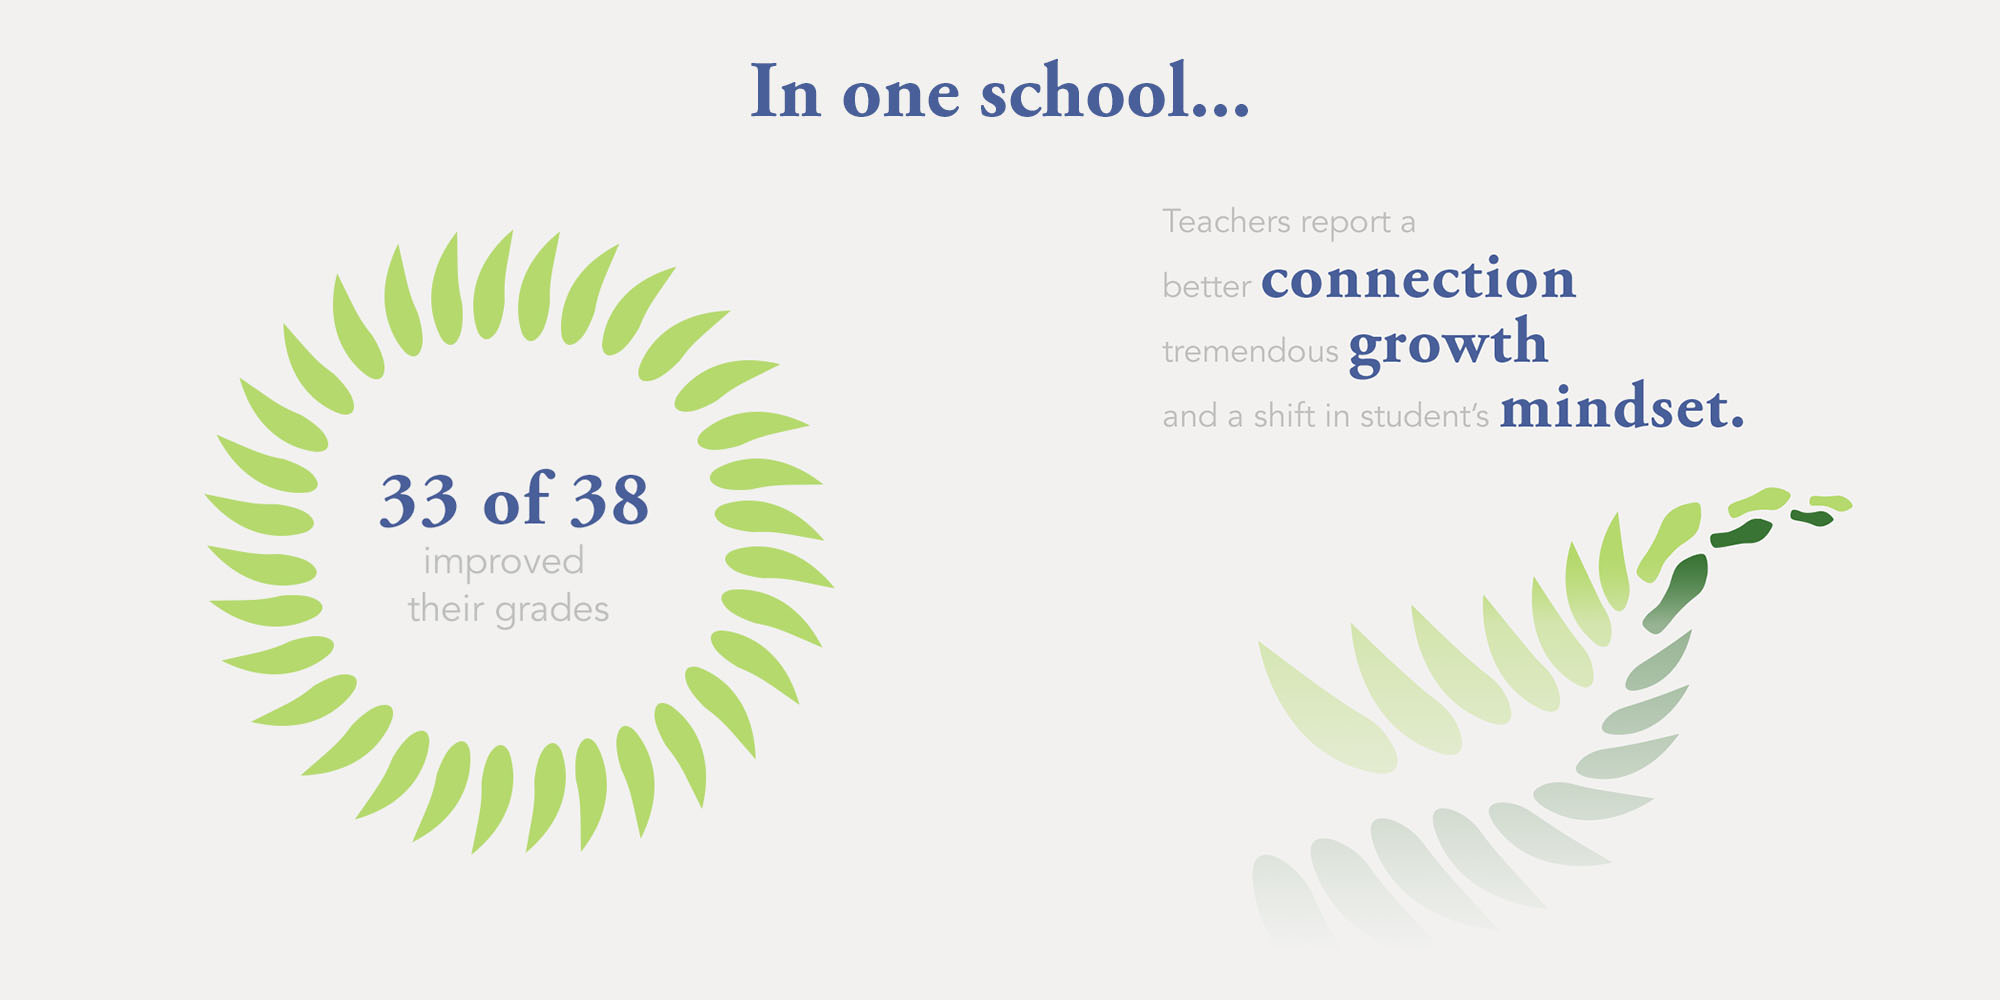 In one school...
33 of 38
improved
their grades
Teachers report a
better connection
tremendous growth
and a shift in student’s mindset.